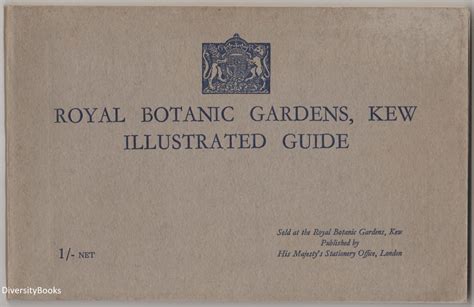 ROYAL BOTANIC GARDENS, KEW
ILLUSTRATED GUIDE
Sold at the Royal Botanic Gardens, Kew
Published by
His Majesty's Stationery Office, London
1/- NET
DiversityBooks